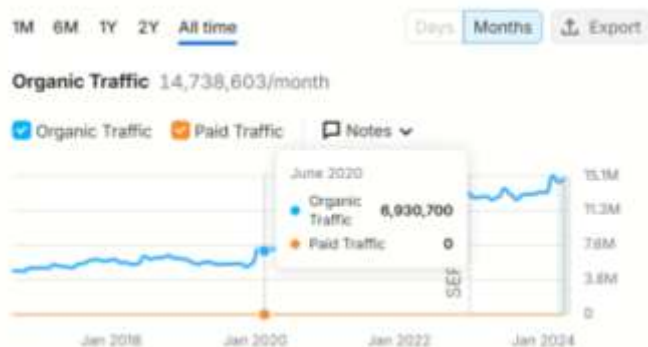 1M 6M 1Y 2Y All time Days Months Export
Organic Traffic 14,738,603/month
Organic Traffic Paid Traffic Notes
June 2020
Organic Traffic 6,930,700
Paid Traffic 0
15.1M
11.3M
7.6M
3.8M
0
Jan 2018 Jan 2020 Jan 2022 Jan 2024